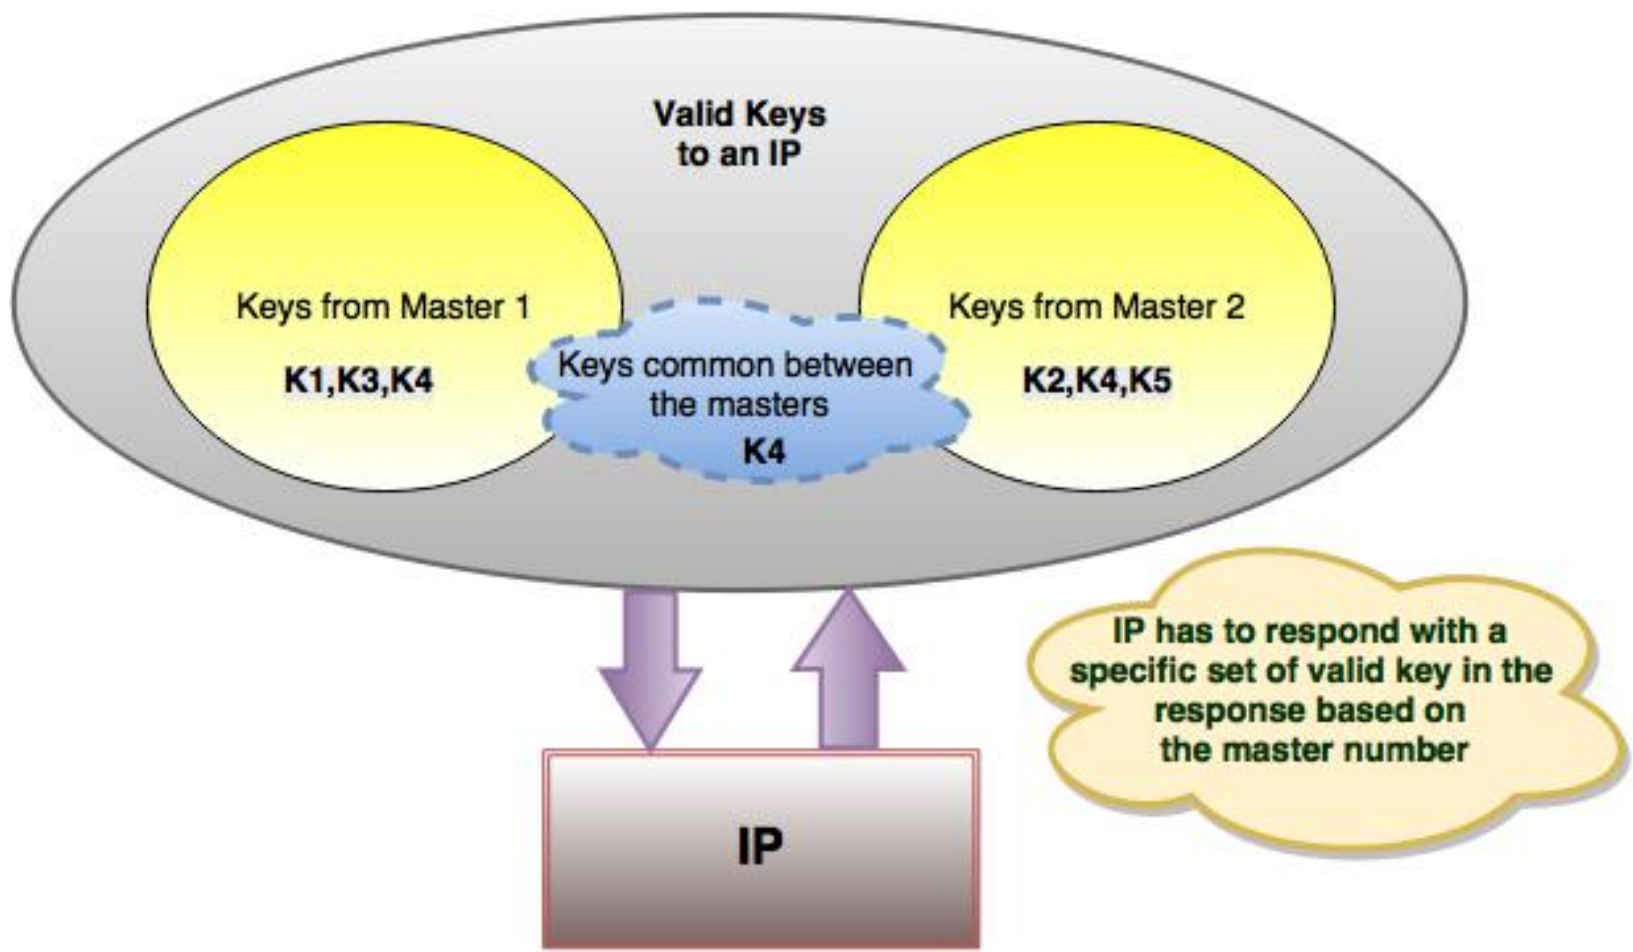 Valid Keys
to an IP
Keys from Master 1
K1,K3,K4
Keys common between
the masters
K4
Keys from Master 2
K2,K4,K5
IP has to respond with a
specific set of valid key in the
response based on
the master number
IP